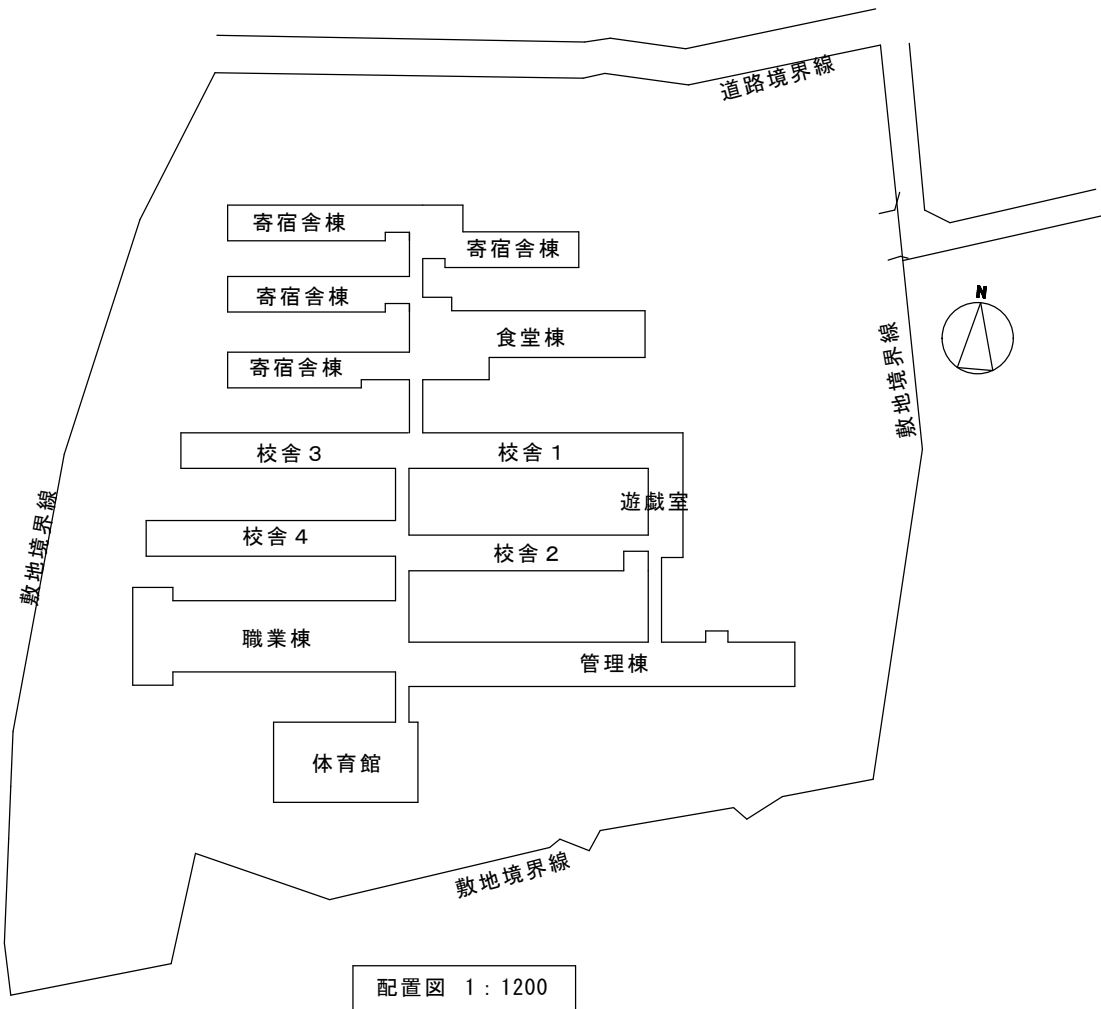 道路境界線
寄宿舎棟
寄宿舎棟
寄宿舎棟
N
食堂棟
寄宿舎棟
敷地境界線
校舎３
校舎１
遊戯室
校舎４
校舎２
敷地境界線
職業棟
管理棟
体育館
敷地境界線
配置図 1：1200